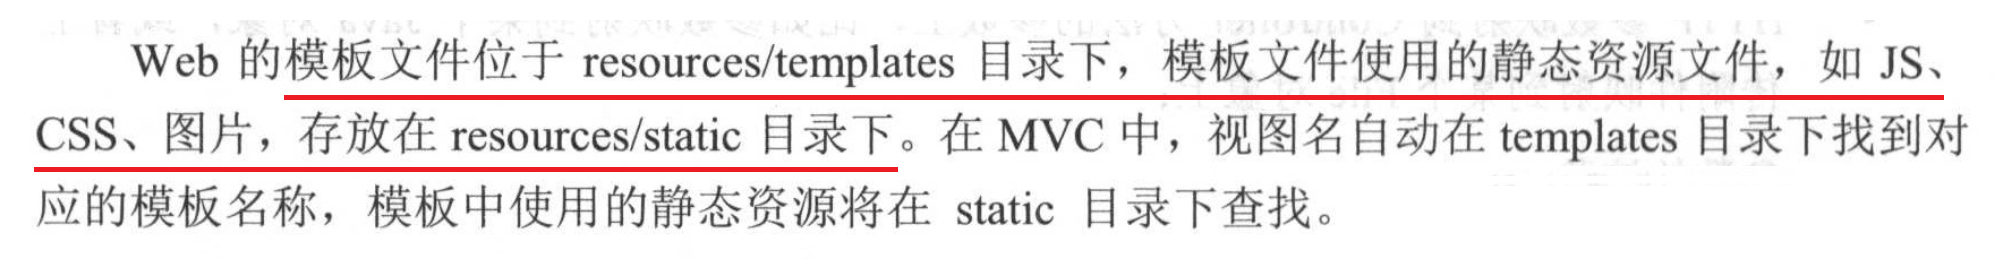 Web 的模板文件位于 resources/templates 目录下，模板文件使用的静态资源文件，如 JS、
CSS、图片，存放在 resources/static 目录下。在 MVC 中，视图名自动在 templates 目录下找到对
应的模板名称，模板中使用的静态资源将在 static 目录下查找。